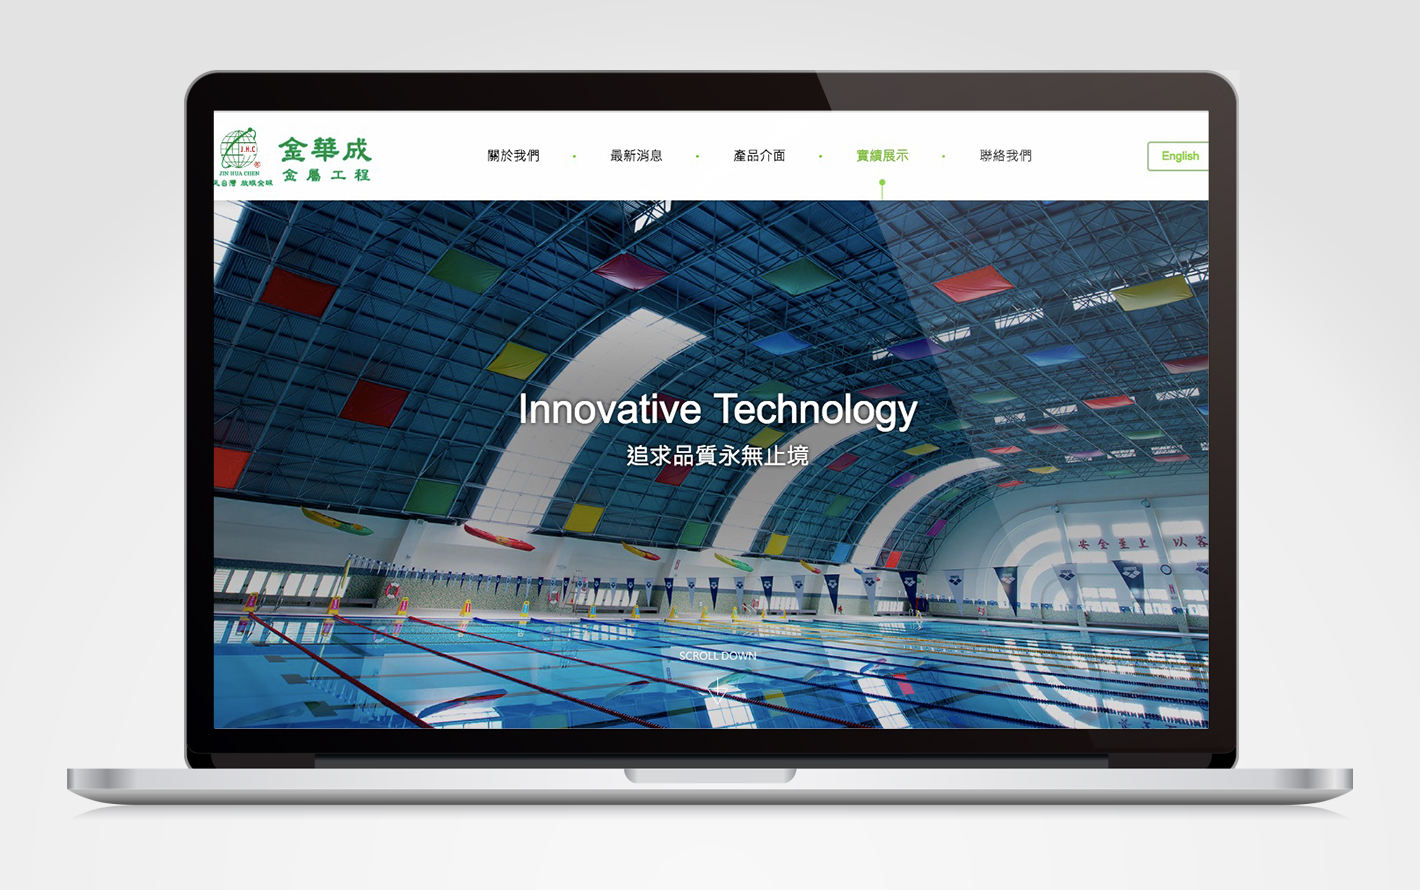 J.H.C
JIN HUA CHEN
金華成
金屬工程
關於我們
最新消息
產品介面
實績展示
聯絡我們
English
Innovative Technology
追求品質永無止境
安全至上 以客
SCROLL DOWN